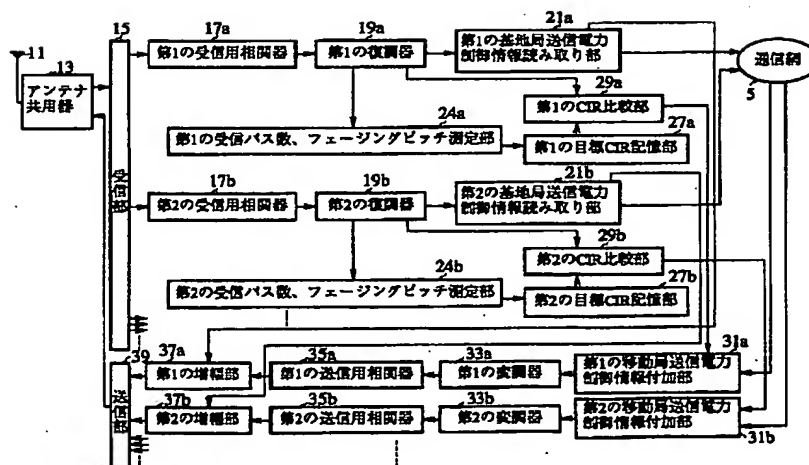 11
13
アンテナ
共用器
15
受信部
17a
第1の受信用相関器
19a
第1の復調器
21a
第1の基地局送信電力
制御情報読み取り部
通信網
5
29a
第1のCIR比較部
24a
第1の受信パス数、フェージングピッチ測定部
27a
第1の目標CIR記憶部
17b
第2の受信用相関器
19b
第2の復調器
21b
第2の基地局送信電力
制御情報読み取り部
29b
第2のCIR比較部
24b
第2の受信パス数、フェージングピッチ測定部
27b
第2の目標CIR記憶部
39
送信部
37a
第1の増幅部
35a
第1の送信用相関器
33a
第1の変調器
31a
第1の移動局送信電力
制御情報付加部
37b
第2の増幅部
35b
第2の送信用相関器
33b
第2の変調器
第2の移動局送信電力
制御情報付加部
31b